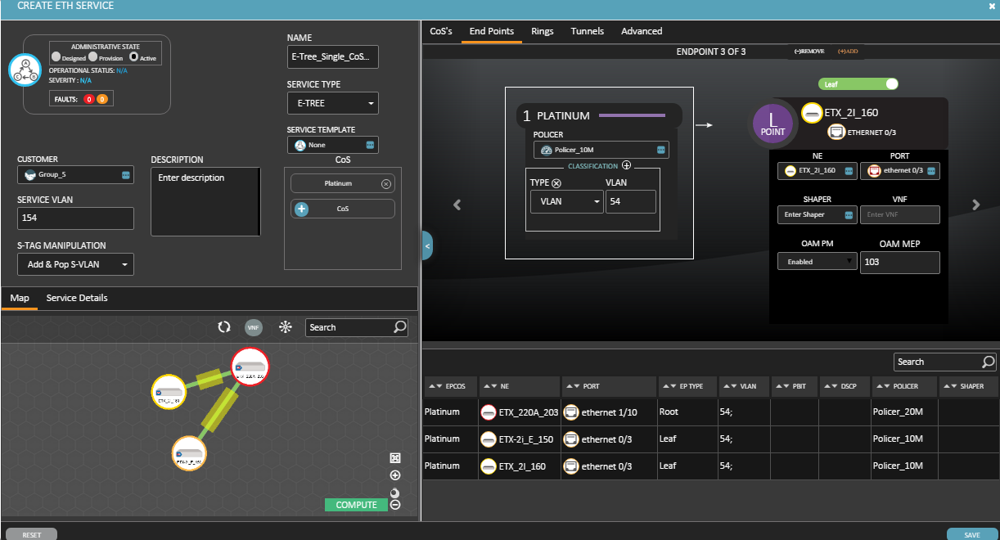 CREATE ETH SERVICE
ADMINISTRATIVE STATE
Designed Provision Active
OPERATIONAL STATUS: N/A
SEVERITY : N/A
FAULTS: 0 0
A
C B
NAME
E-Tree_Single_CoS...
SERVICE TYPE
E-TREE
SERVICE TEMPLATE
None
CUSTOMER
Group_5
DESCRIPTION
Enter description
CoS
Platinum
CoS
SERVICE VLAN
154
S-TAG MANIPULATION
Add & Pop S-VLAN
Map Service Details
VNF
Search
ETX_220A_203
ETX_2I_160
COMPUTE
RESET
CoS's End Points Rings Tunnels Advanced
ENDPOINT 3 OF 3 (-)REMOVE (+)ADD
Leaf
1 PLATINUM
POLICER
Policer_10M
CLASSIFICATION
TYPE VLAN
VLAN 54
L
POINT
ETX_2I_160
ETHERNET 0/3
NE PORT
ETX_2I_160 ethernet 0/3
SHAPER VNF
Enter Shaper Enter VNF
OAM PM OAM MEP
Enabled 103
<
Search
EPCOS NE PORT EP TYPE VLAN PBIT DSCP POLICER SHAPER
Platinum ETX_220A_203 ethernet 1/10 Root 54; Policer_20M
Platinum ETX-2i_E_150 ethernet 0/3 Leaf 54; Policer_10M
Platinum ETX_2I_160 ethernet 0/3 Leaf 54; Policer_10M
SAVE